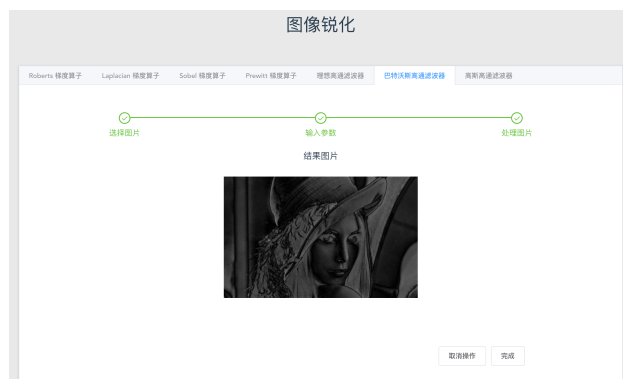 图像锐化
Roberts 梯度算子 Laplacian 梯度算子 Sobel 梯度算子 Prewitt 梯度算子 理想高通滤波器 巴特沃斯高通滤波器 高斯高通滤波器
选择图片 输入参数 处理图片
结果图片
取消操作 完成